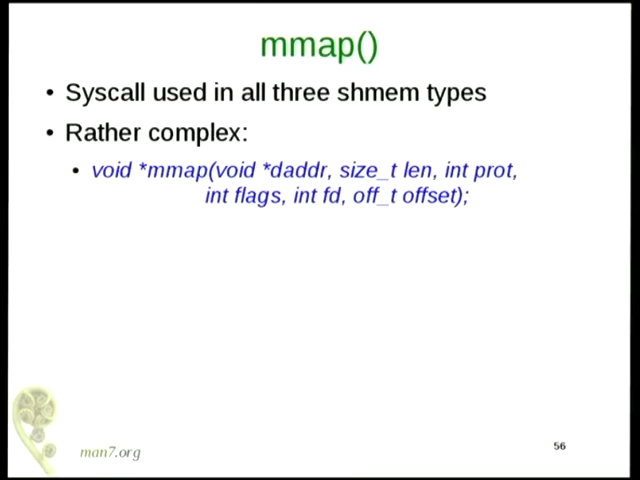 mmap()
• Syscall used in all three shmem types
• Rather complex:
• void *mmap(void *daddr, size_t len, int prot,
int flags, int fd, off_t offset);
man7.org
56